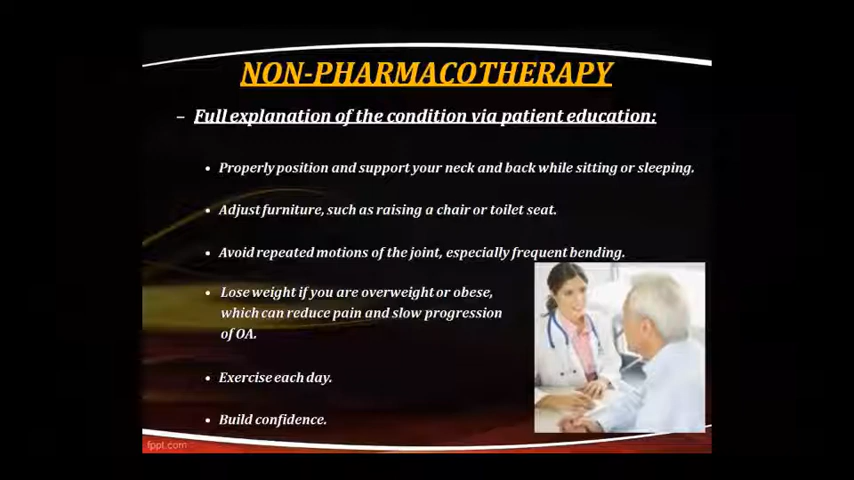 NON-PHARMACOTHERAPY
– Full explanation of the condition via patient education:
• Properly position and support your neck and back while sitting or sleeping.
• Adjust furniture, such as raising a chair or toilet seat.
• Avoid repeated motions of the joint, especially frequent bending.
• Lose weight if you are overweight or obese,
which can reduce pain and slow progression
of OA.
• Exercise each day.
• Build confidence.
fppt.com